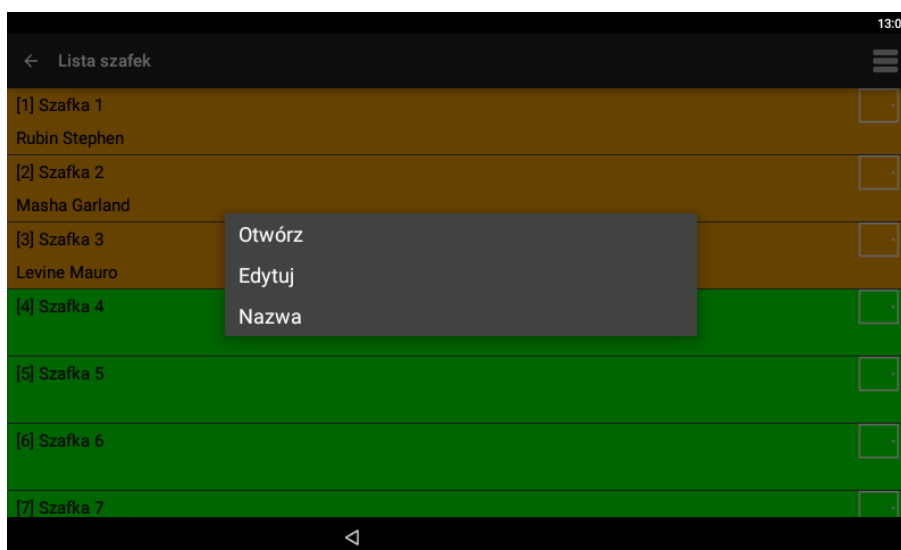 13:0
Lista szafek
[1] Szafka 1
Rubin Stephen
[2] Szafka 2
Masha Garland
[3] Szafka 3
Levine Mauro
Otwórz
Edytuj
Nazwa
[4] Szafka 4
[5] Szafka 5
[6] Szafka 6
[7] Szafka 7